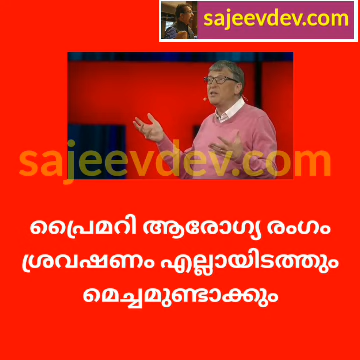 sajeevdev.com
sajeevdev.com
പ്രൈമറി ആരോഗ്യ രംഗം
ശ്രവഷണം എല്ലായിടത്തും
മെച്ചമുണ്ടാക്കും